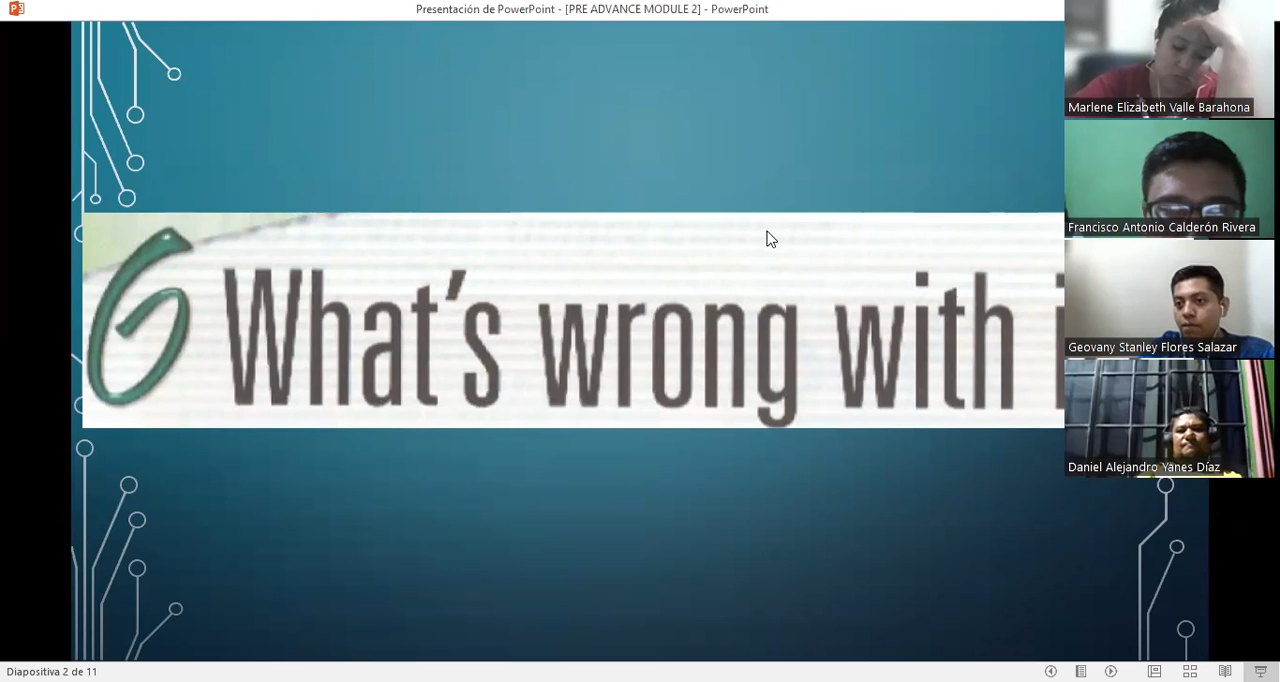 Presentación de PowerPoint - [PRE ADVANCE MODULE 2] - PowerPoint
6 What's wrong with
Marlene Elizabeth Valle Barahona
Francisco Antonio Calderón Rivera
Geovany Stanley Flores Salazar
Daniel Alejandro Yanes Díaz
Diapositiva 2 de 11